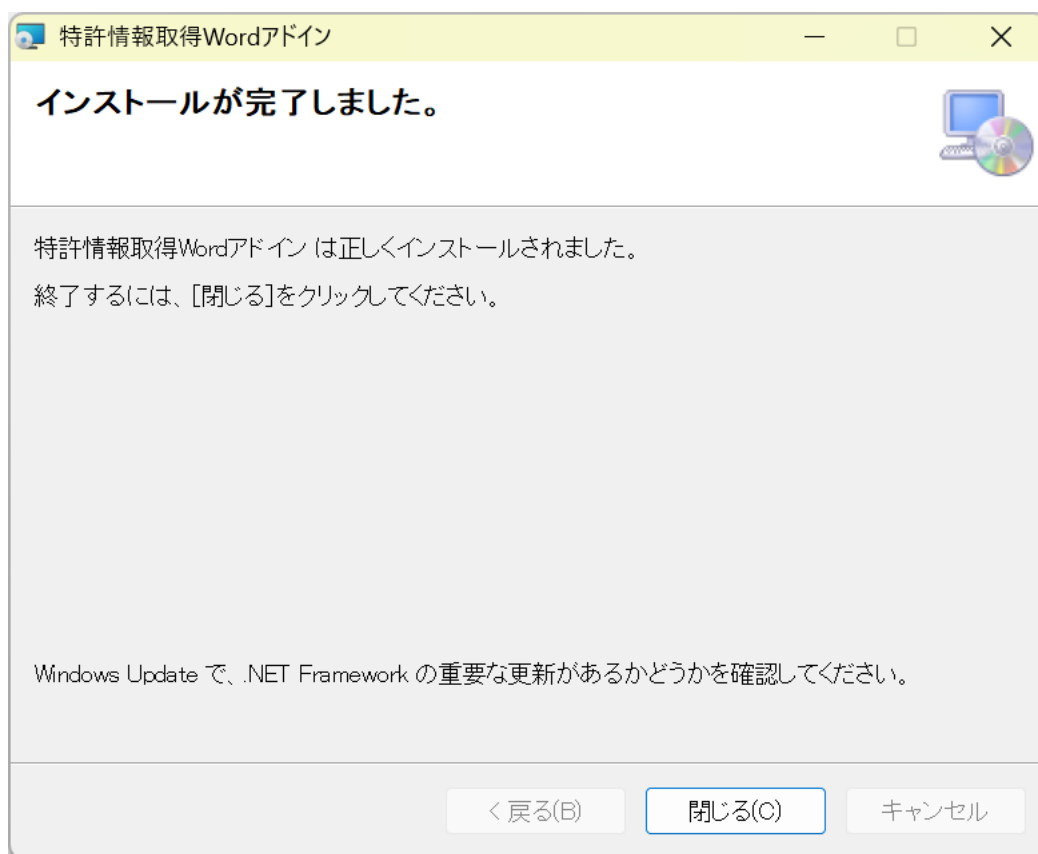 特許情報取得Wordアドイン
インストールが完了しました。
特許情報取得Wordアドイン は正しくインストールされました。
終了するには、[閉じる]をクリックしてください。
Windows Update で、.NET Framework の重要な更新があるかどうかを確認してください。
< 戻る(B) 閉じる(C) キャンセル